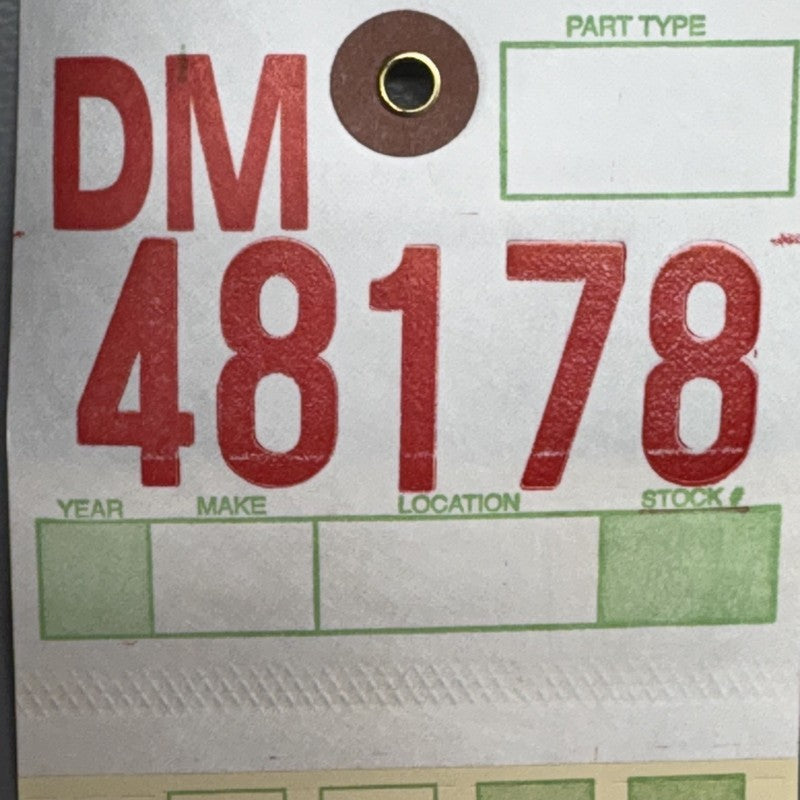 PART TYPE
DM
48178
YEAR MAKE LOCATION STOCK #